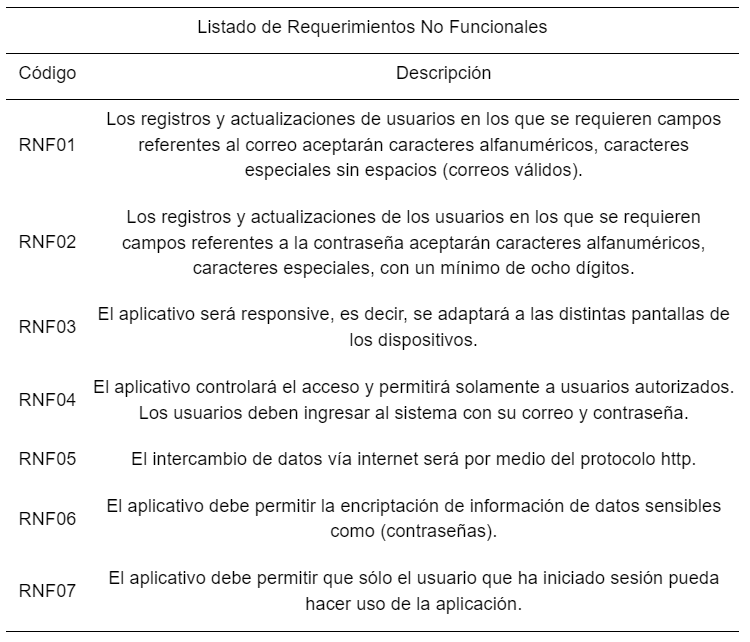 Listado de Requerimientos No Funcionales
Código Descripción
Los registros y actualizaciones de usuarios en los que se requieren campos
RNF01 referentes al correo aceptarán caracteres alfanuméricos, caracteres
especiales sin espacios (correos válidos).
Los registros y actualizaciones de los usuarios en los que se requieren
RNF02 campos referentes a la contraseña aceptarán caracteres alfanuméricos,
caracteres especiales, con un mínimo de ocho dígitos.
RNF03 El aplicativo será responsive, es decir, se adaptará a las distintas pantallas de
los dispositivos.
RNF04 El aplicativo controlará el acceso y permitirá solamente a usuarios autorizados.
Los usuarios deben ingresar al sistema con su correo y contraseña.
RNF05 El intercambio de datos vía internet será por medio del protocolo http.
RNF06 El aplicativo debe permitir la encriptación de información de datos sensibles
como (contraseñas).
RNF07 El aplicativo debe permitir que sólo el usuario que ha iniciado sesión pueda
hacer uso de la aplicación.